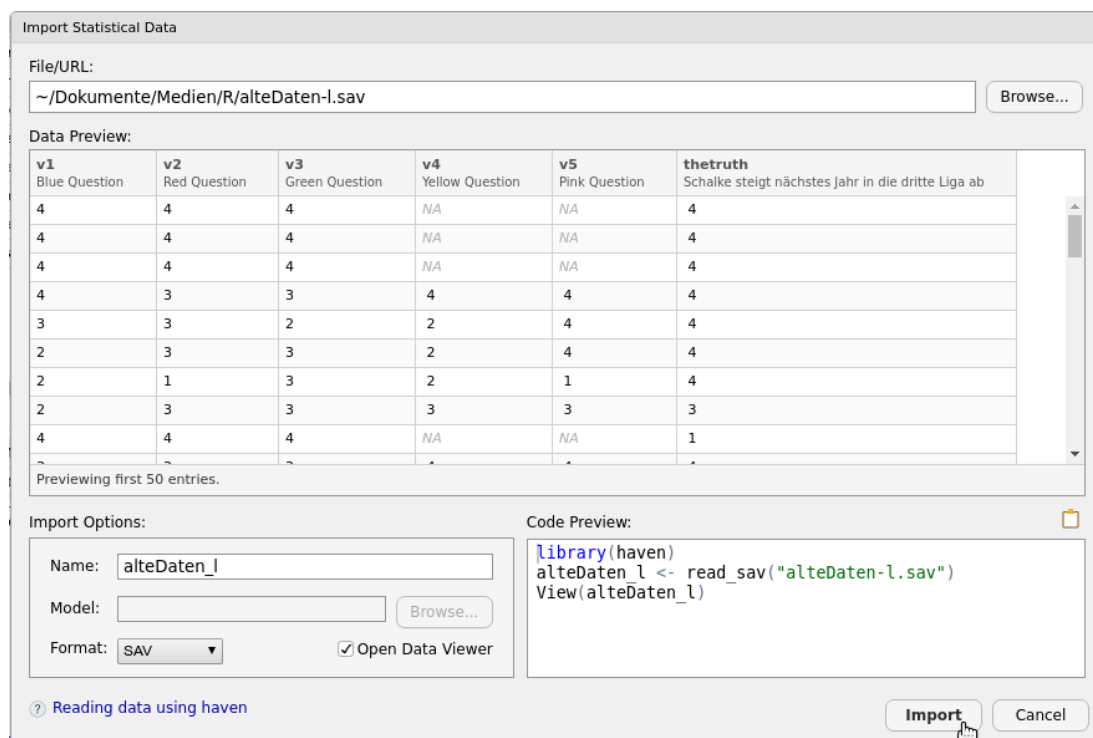 Import Statistical Data
File/URL:
~/Dokumente/Medien/R/alteDaten-l.sav Browse...
Data Preview:
v1 v2 v3 v4 v5 thetruth
Blue Question Red Question Green Question Yellow Question Pink Question Schalke steigt nächstes Jahr in die dritte Liga ab
4 4 4 NA NA 4
4 4 4 NA NA 4
4 4 4 NA NA 4
4 3 3 4 4 4
3 3 2 2 4 4
2 3 3 2 4 4
2 1 3 2 1 4
2 3 3 3 3 3
4 4 4 NA NA 1
Previewing first 50 entries.
Import Options:
Name: alteDaten_l
Model: Browse...
Format: SAV Open Data Viewer
Code Preview:
library(haven)
alteDaten_l <- read_sav("alteDaten-l.sav")
View(alteDaten_l)
? Reading data using haven
Import Cancel